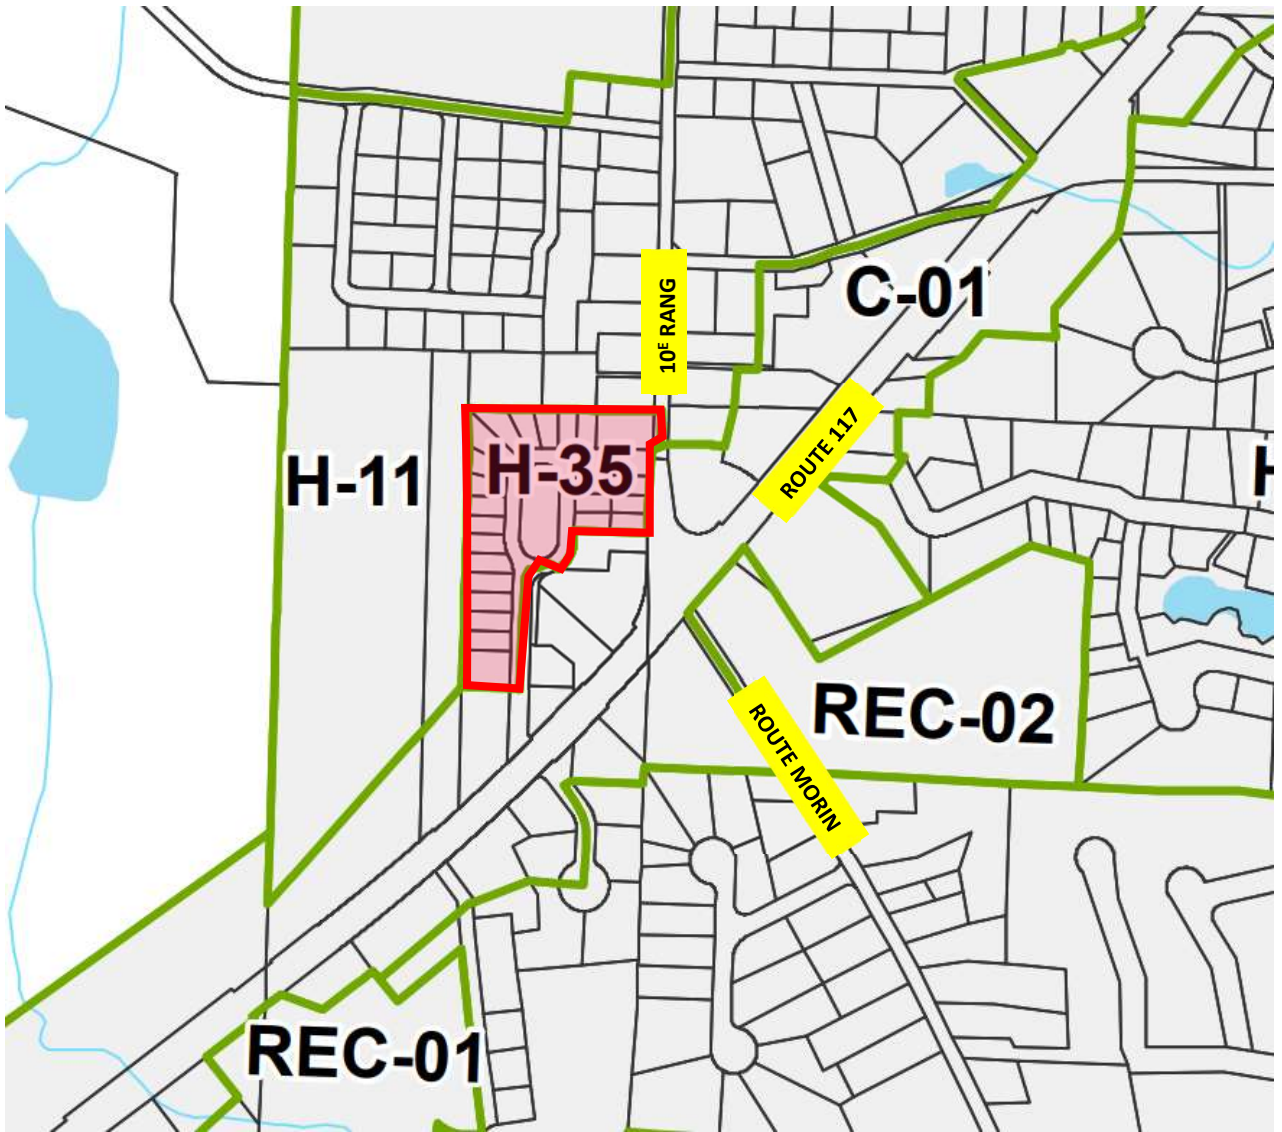 10E RANG
C-01
ROUTE 117
H-35
H-11
H
REC-02
ROUTE MORIN
REC-01